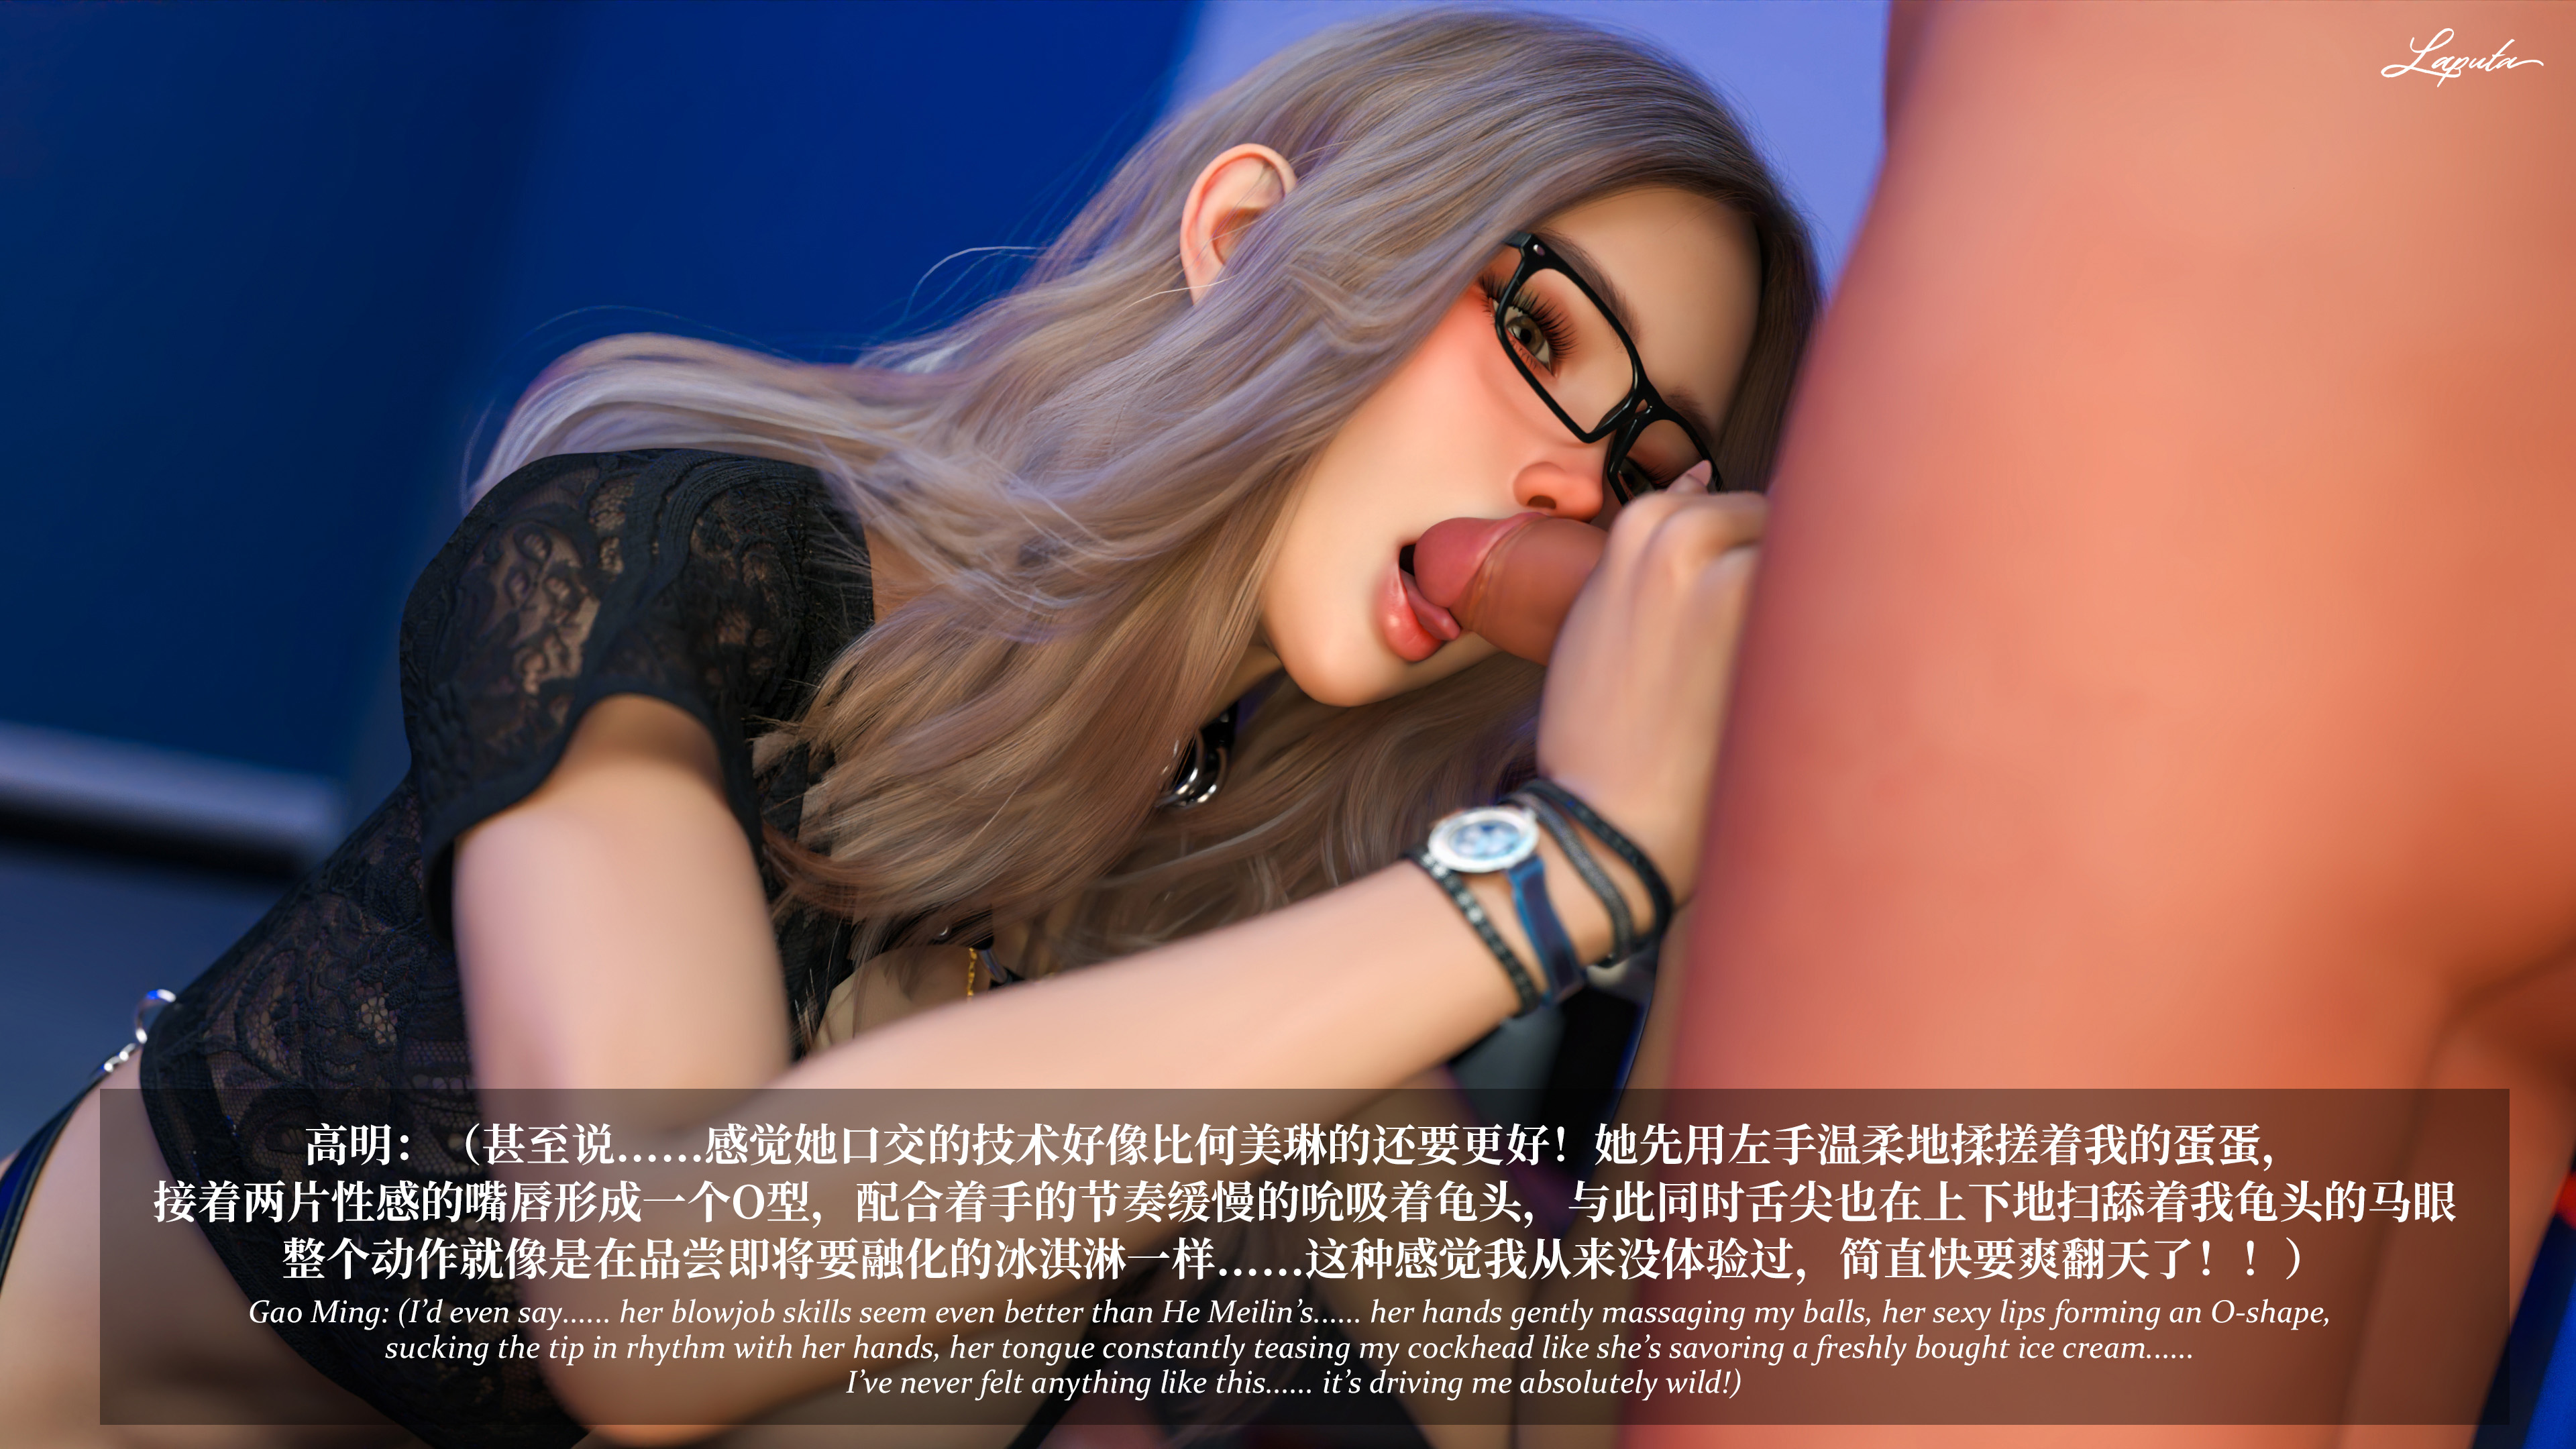 Laputa
高明：（甚至说……感觉她口交的技术好像比何美琳的还要更好！她先用左手温柔地揉搓着我的蛋蛋，
接着两片性感的嘴唇形成一个O型，配合着手的节奏缓慢的吮吸着龟头，与此同时舌尖也在上下地扫舔着我龟头的马眼
整个动作就像是在品尝即将要融化的冰淇淋一样……这种感觉我从来没体验过，简直快要爽翻天了！！）
Gao Ming: (I’d even say...... her blowjob skills seem even better than He Meilin’s...... her hands gently massaging my balls, her sexy lips forming an O-shape,
sucking the tip in rhythm with her hands, her tongue constantly teasing my cockhead like she’s savoring a freshly bought ice cream......
I’ve never felt anything like this...... it’s driving me absolutely wild!)